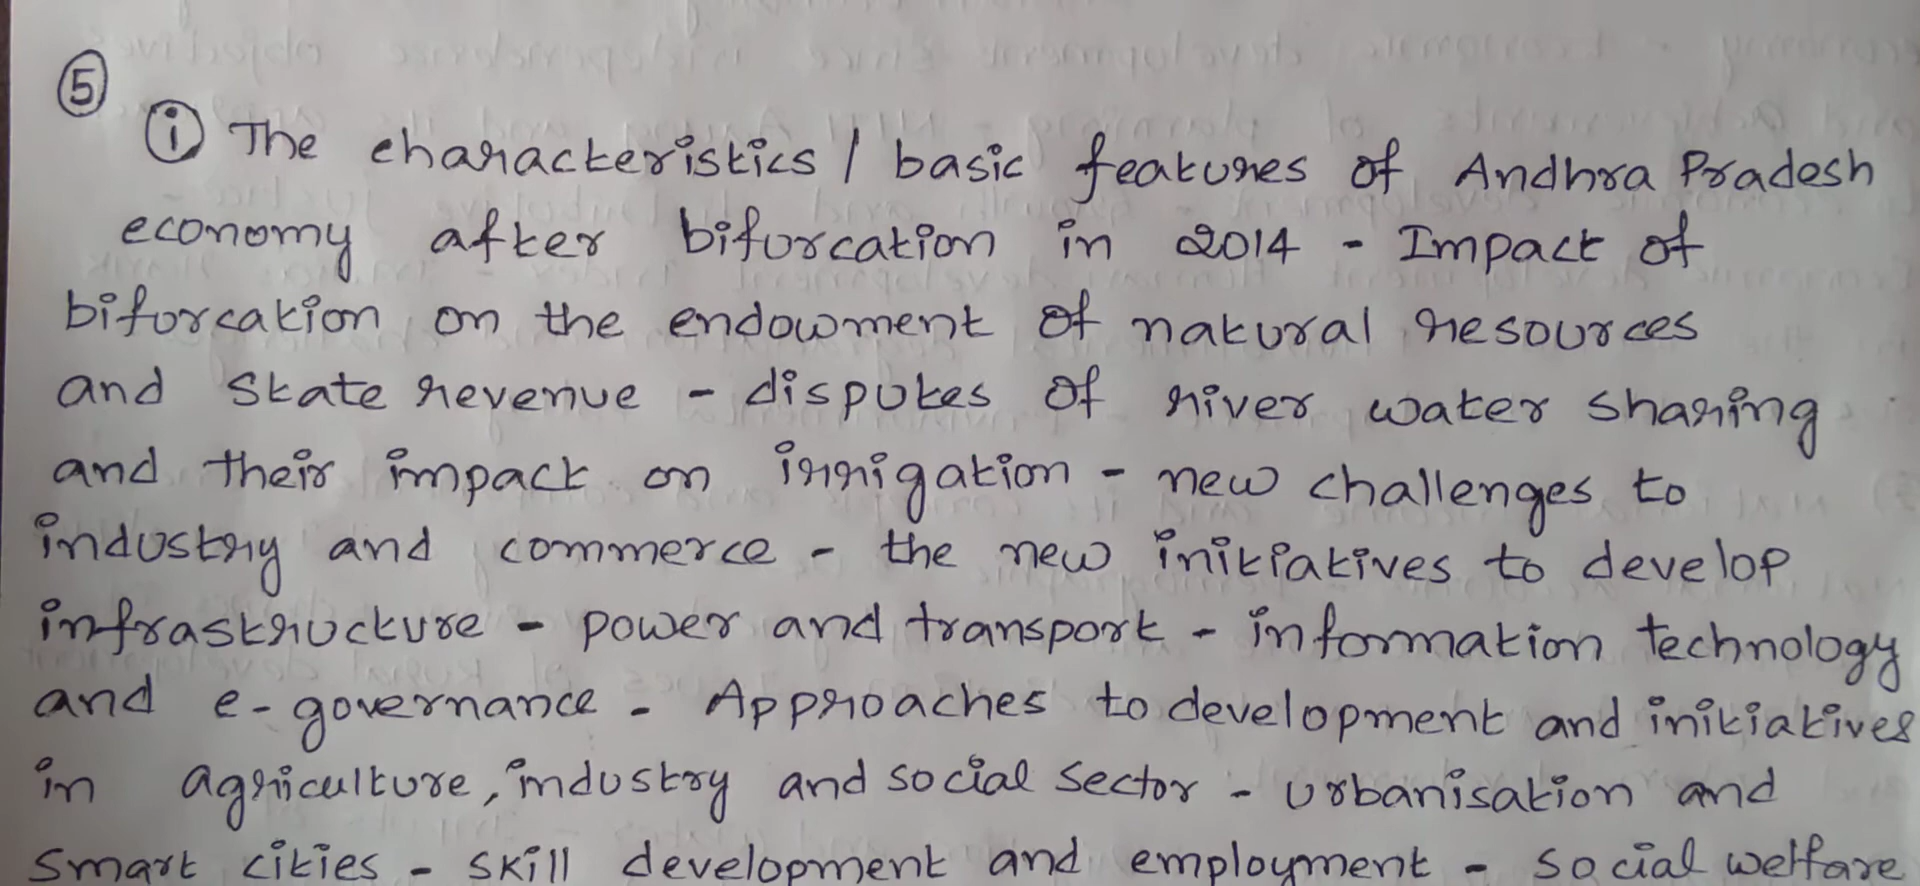 5
i The characteristics / basic features of Andhra Pradesh
economy after bifurcation in 2014 - Impact of
bifurcation on the endowment of natural resources
and State revenue - disputes of river water sharing
and their impact on irrigation - new challenges to
industry and commerce - the new initiatives to develop
infrastructure - power and transport - information technology
and e-governance - Approaches to development and initiatives
in agriculture, industry and social sector - urbanisation and
smart cities - skill development and employment - social welfare